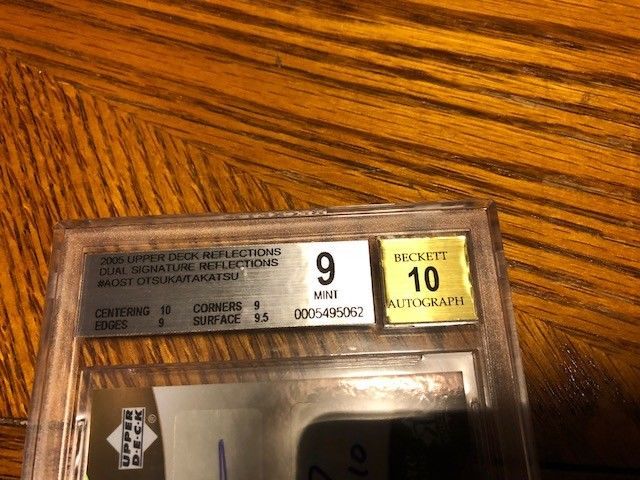 2005 UPPER DECK REFLECTIONS
DUAL SIGNATURE REFLECTIONS
#AOST OTSUKA/TAKATSU
CENTERING 10 CORNERS 9
EDGES 9 SURFACE 9.5
9
MINT
0005495062
BECKETT
10
AUTOGRAPH
UPPER
DECK